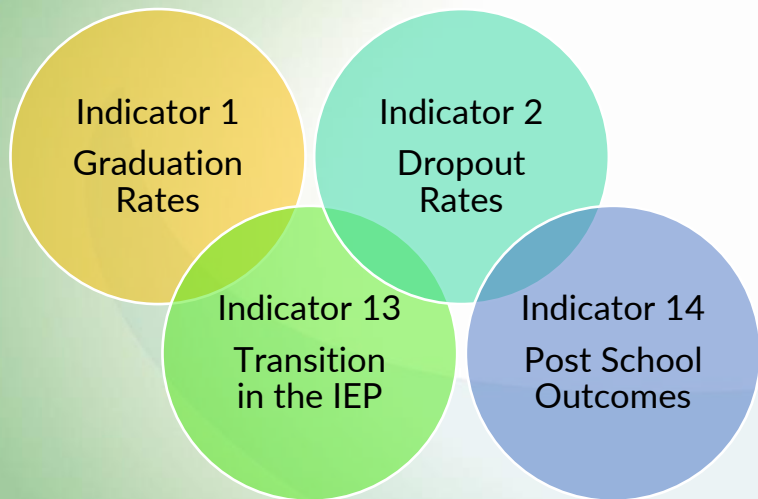 Indicator 1
Graduation
Rates
Indicator 2
Dropout
Rates
Indicator 13
Transition
in the IEP
Indicator 14
Post School
Outcomes